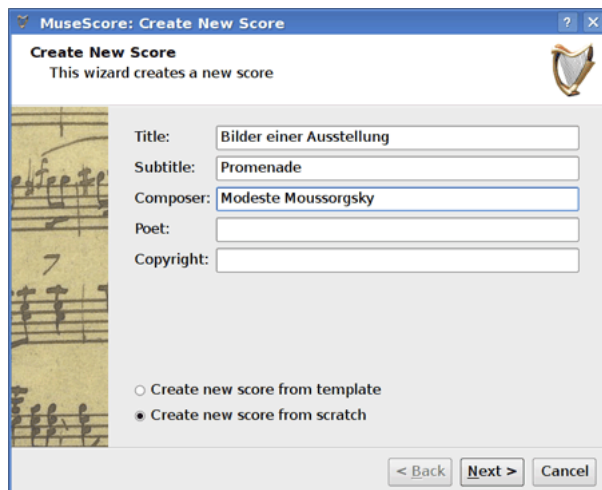 MuseScore: Create New Score
Create New Score
This wizard creates a new score
Title: Bilder einer Ausstellung
Subtitle: Promenade
Composer: Modeste Moussorgsky
Poet:
Copyright:
7
Create new score from template
Create new score from scratch
< Back Next > Cancel